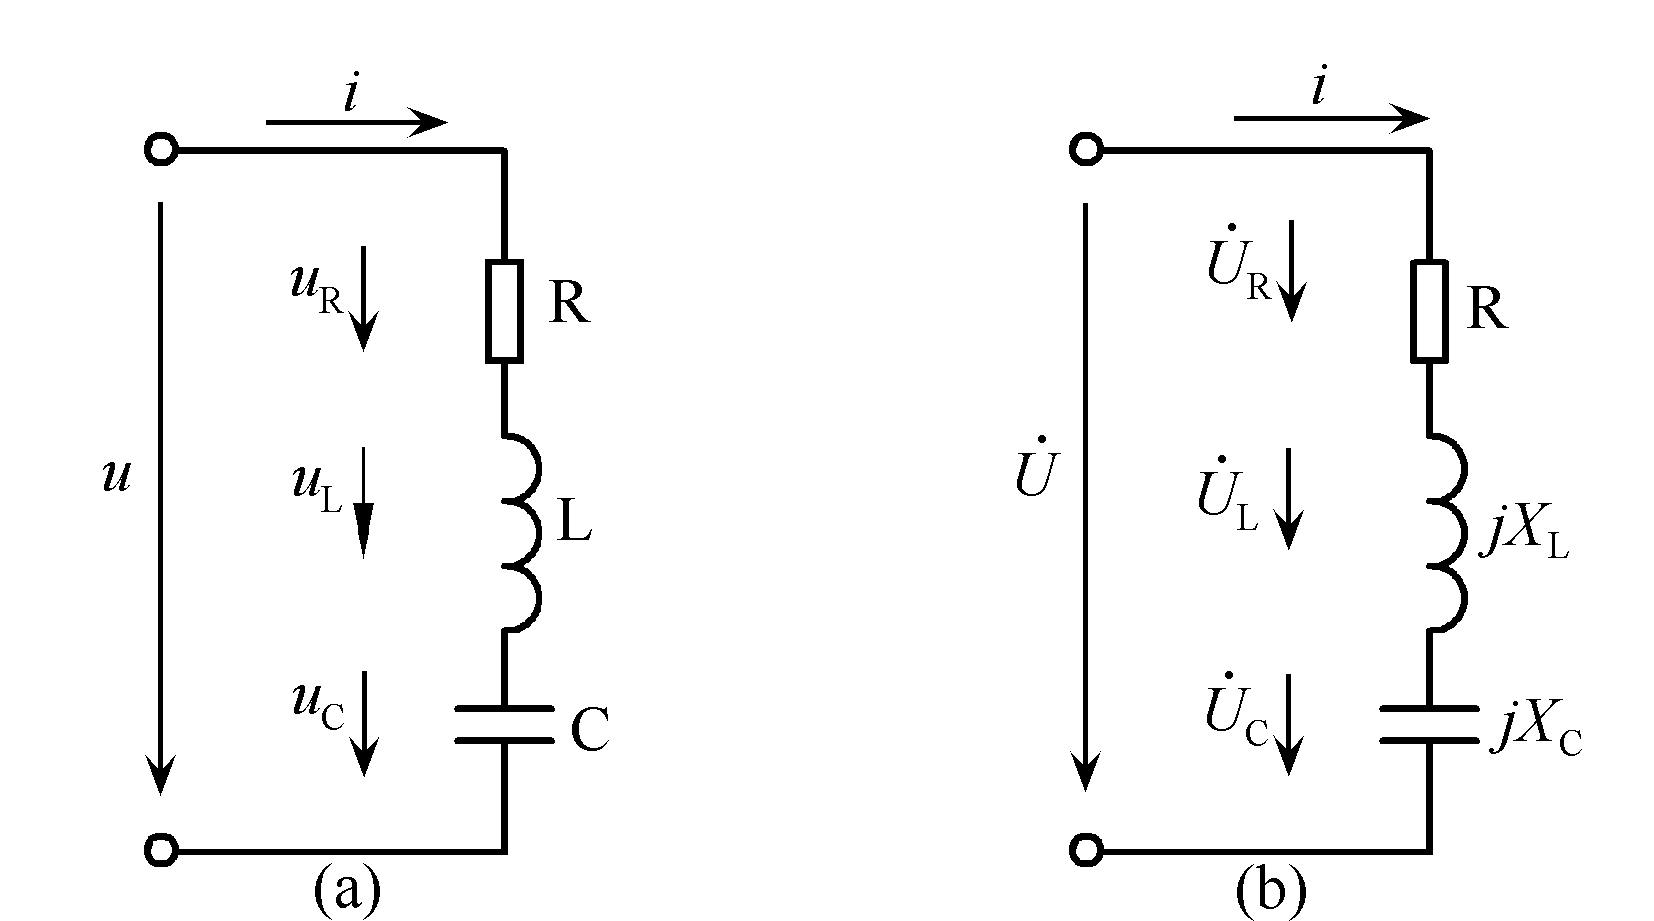 i
u
u_R
R
u_L
L
u_C
C
(a)
i
U̇
U̇_R
R
U̇_L
jX_L
U̇_C
jX_C
(b)